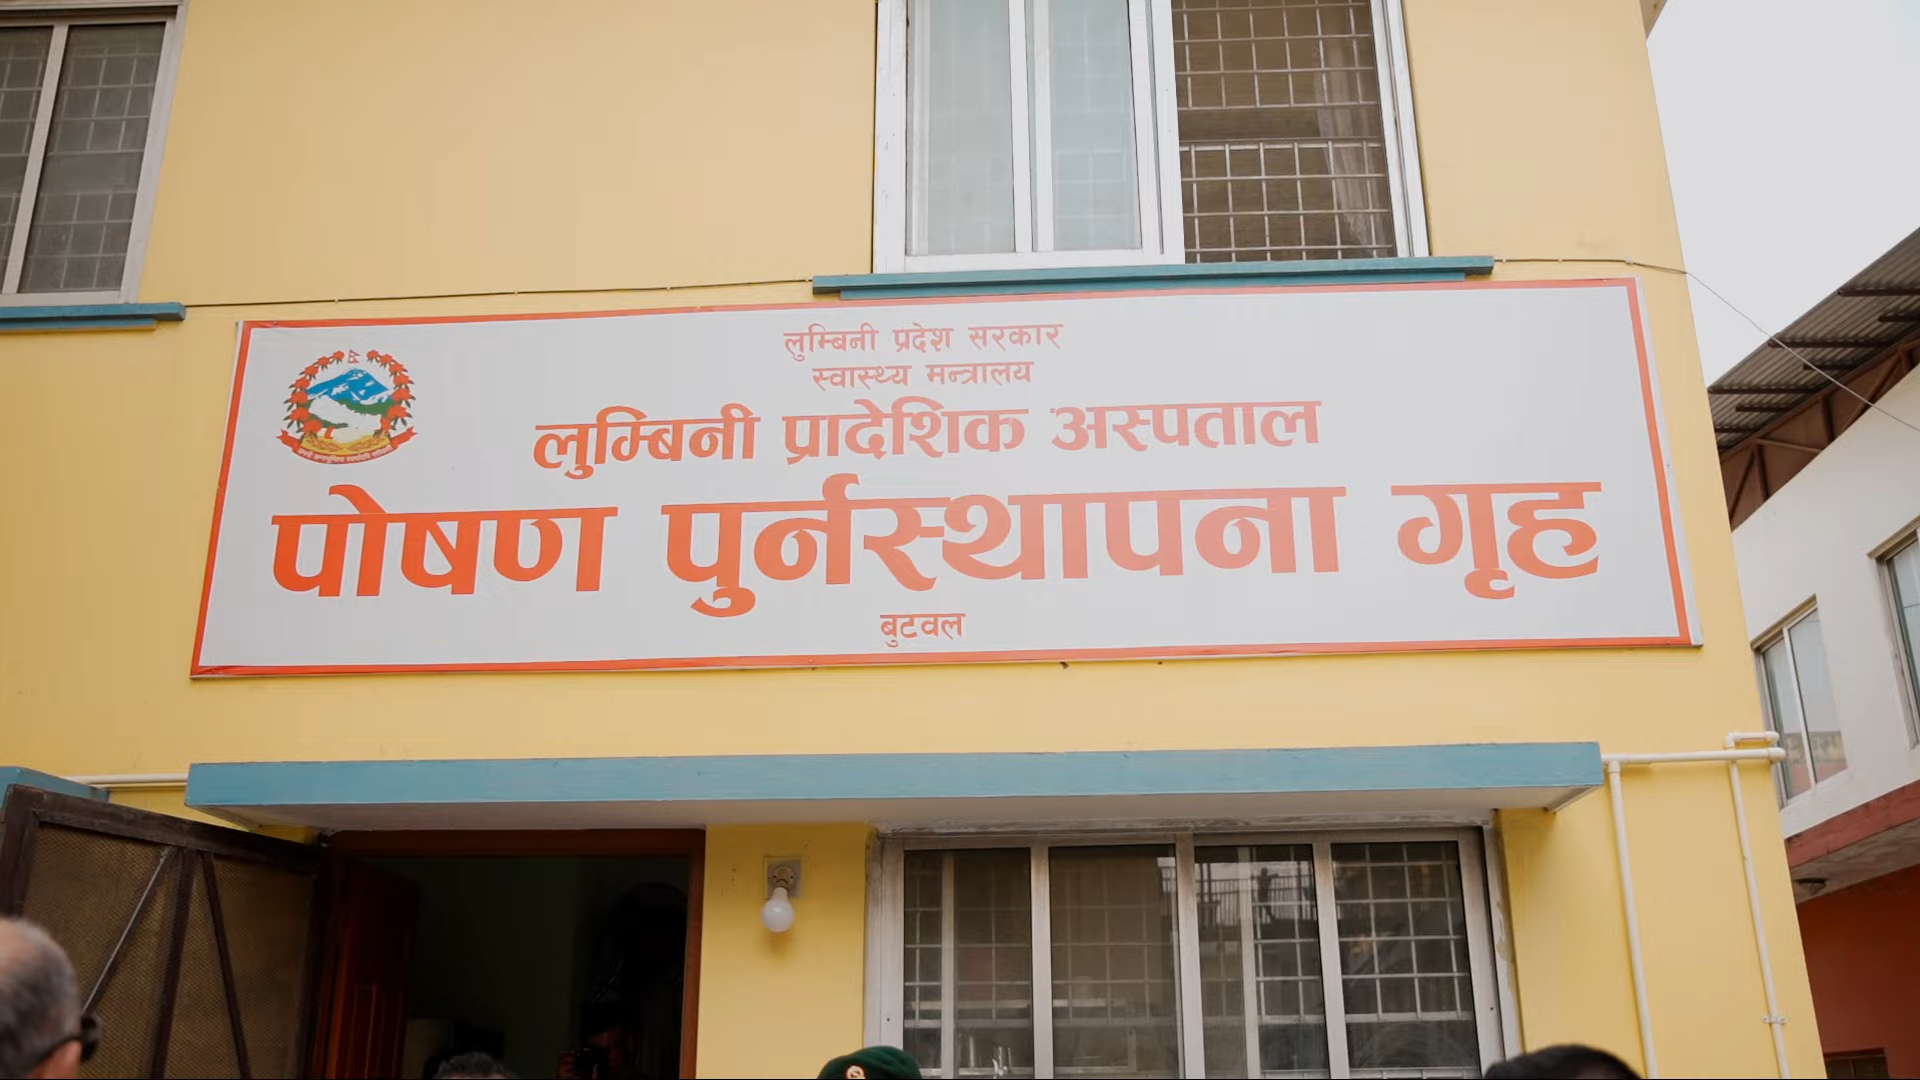 लुम्बिनी प्रदेश सरकार
स्वास्थ्य मन्त्रालय
लुम्बिनी प्रादेशिक अस्पताल
पोषण पुर्नस्थापना गृह
बुटवल